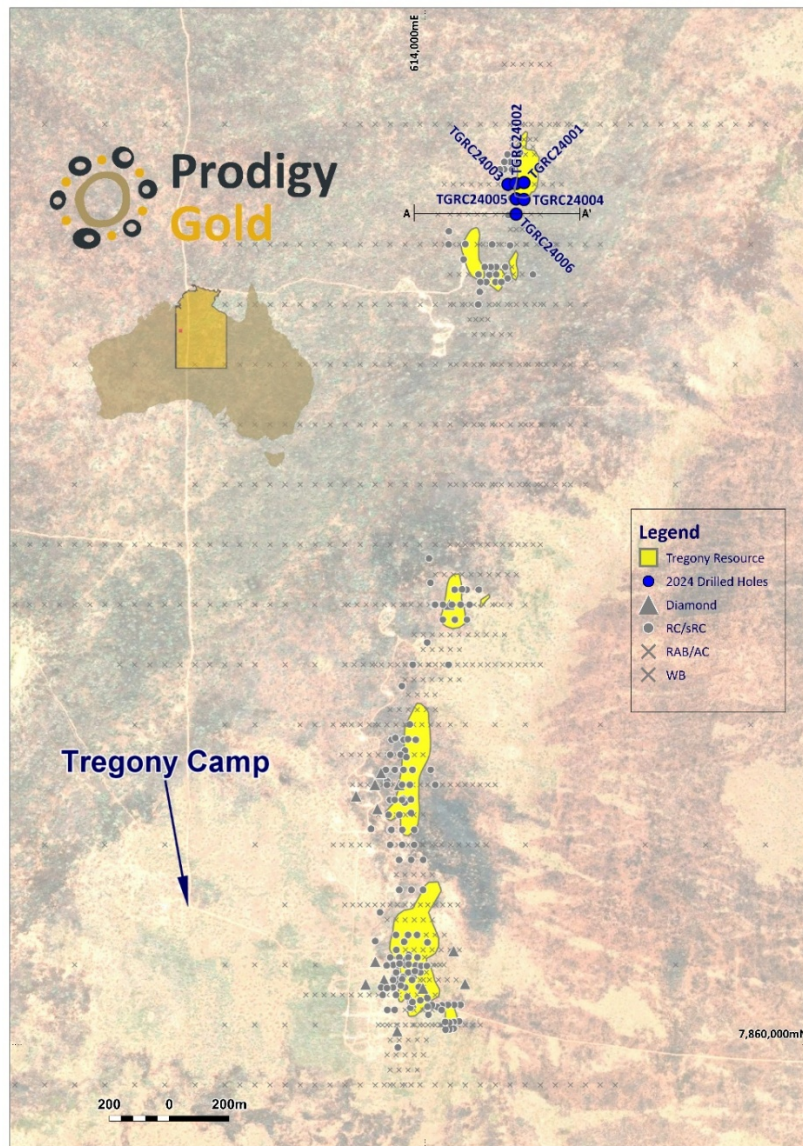 614,000mE
Prodigy
Gold
TGRC24003
TGRC24002
TGRC24001
TGRC24005
TGRC24004
A
A'
TGRC24006
Legend
Tregony Resource
2024 Drilled Holes
Diamond
RC/sRC
RAB/AC
WB
Tregony Camp
7,860,000mN
200 0 200m